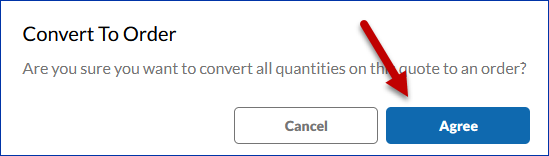 Convert To Order
Are you sure you want to convert all quantities on this quote to an order?
Cancel
Agree